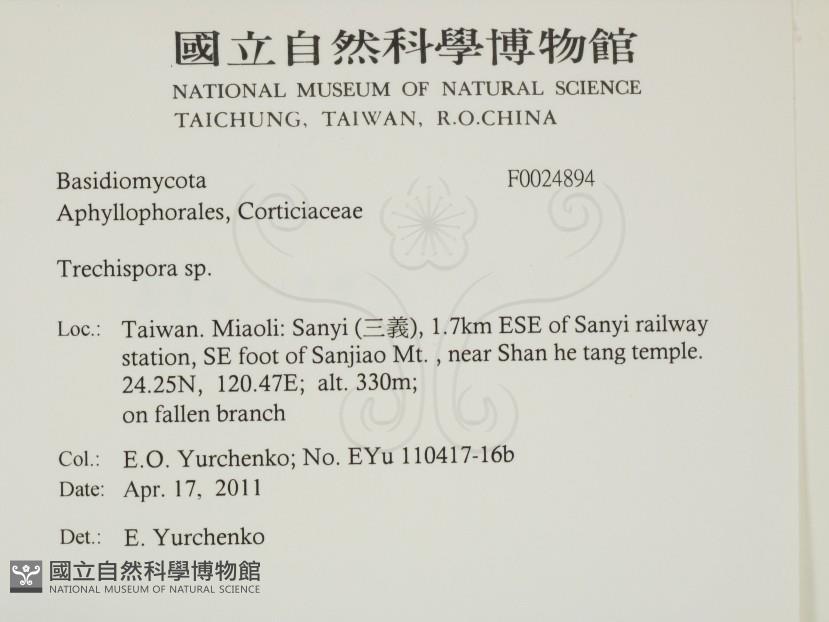 國立自然科學博物館
NATIONAL MUSEUM OF NATURAL SCIENCE
TAICHUNG, TAIWAN, R.O.CHINA
Basidiomycota F0024894
Aphyllophorales, Corticiaceae
Trechispora sp.
Loc.: Taiwan. Miaoli: Sanyi (三義), 1.7km ESE of Sanyi railway
station, SE foot of Sanjiao Mt. , near Shan he tang temple.
24.25N, 120.47E; alt. 330m;
on fallen branch
Col.: E.O. Yurchenko; No. EYu 110417-16b
Date: Apr. 17, 2011
Det.: E. Yurchenko
國立自然科學博物館
NATIONAL MUSEUM OF NATURAL SCIENCE